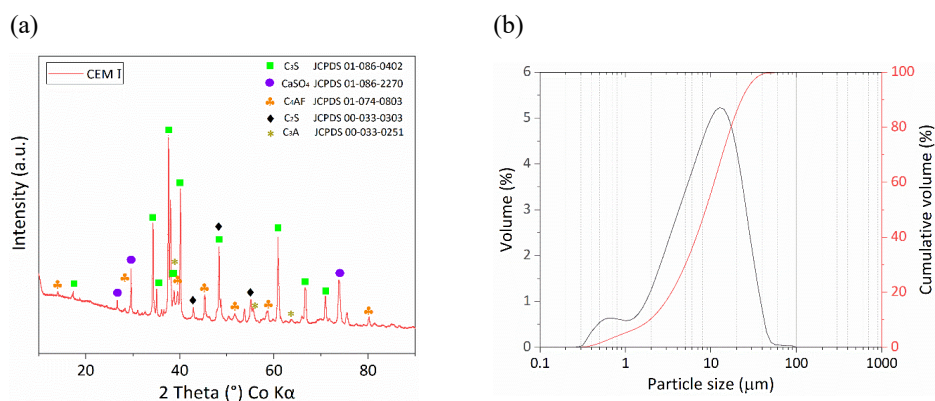 (a)
(b)
CEM I
C₃S JCPDS 01-086-0402
CaSO₄ JCPDS 01-086-2270
C₄AF JCPDS 01-074-0803
C₂S JCPDS 00-033-0303
C₃A JCPDS 00-033-0251
Intensity (a.u.)
20 40 60 80
2 Theta (°) Co Kα
6
5
4
3
2
1
0
Volume (%)
100
80
60
40
20
0
Cumulative volume (%)
0.1 1 10 100 1000
Particle size (µm)